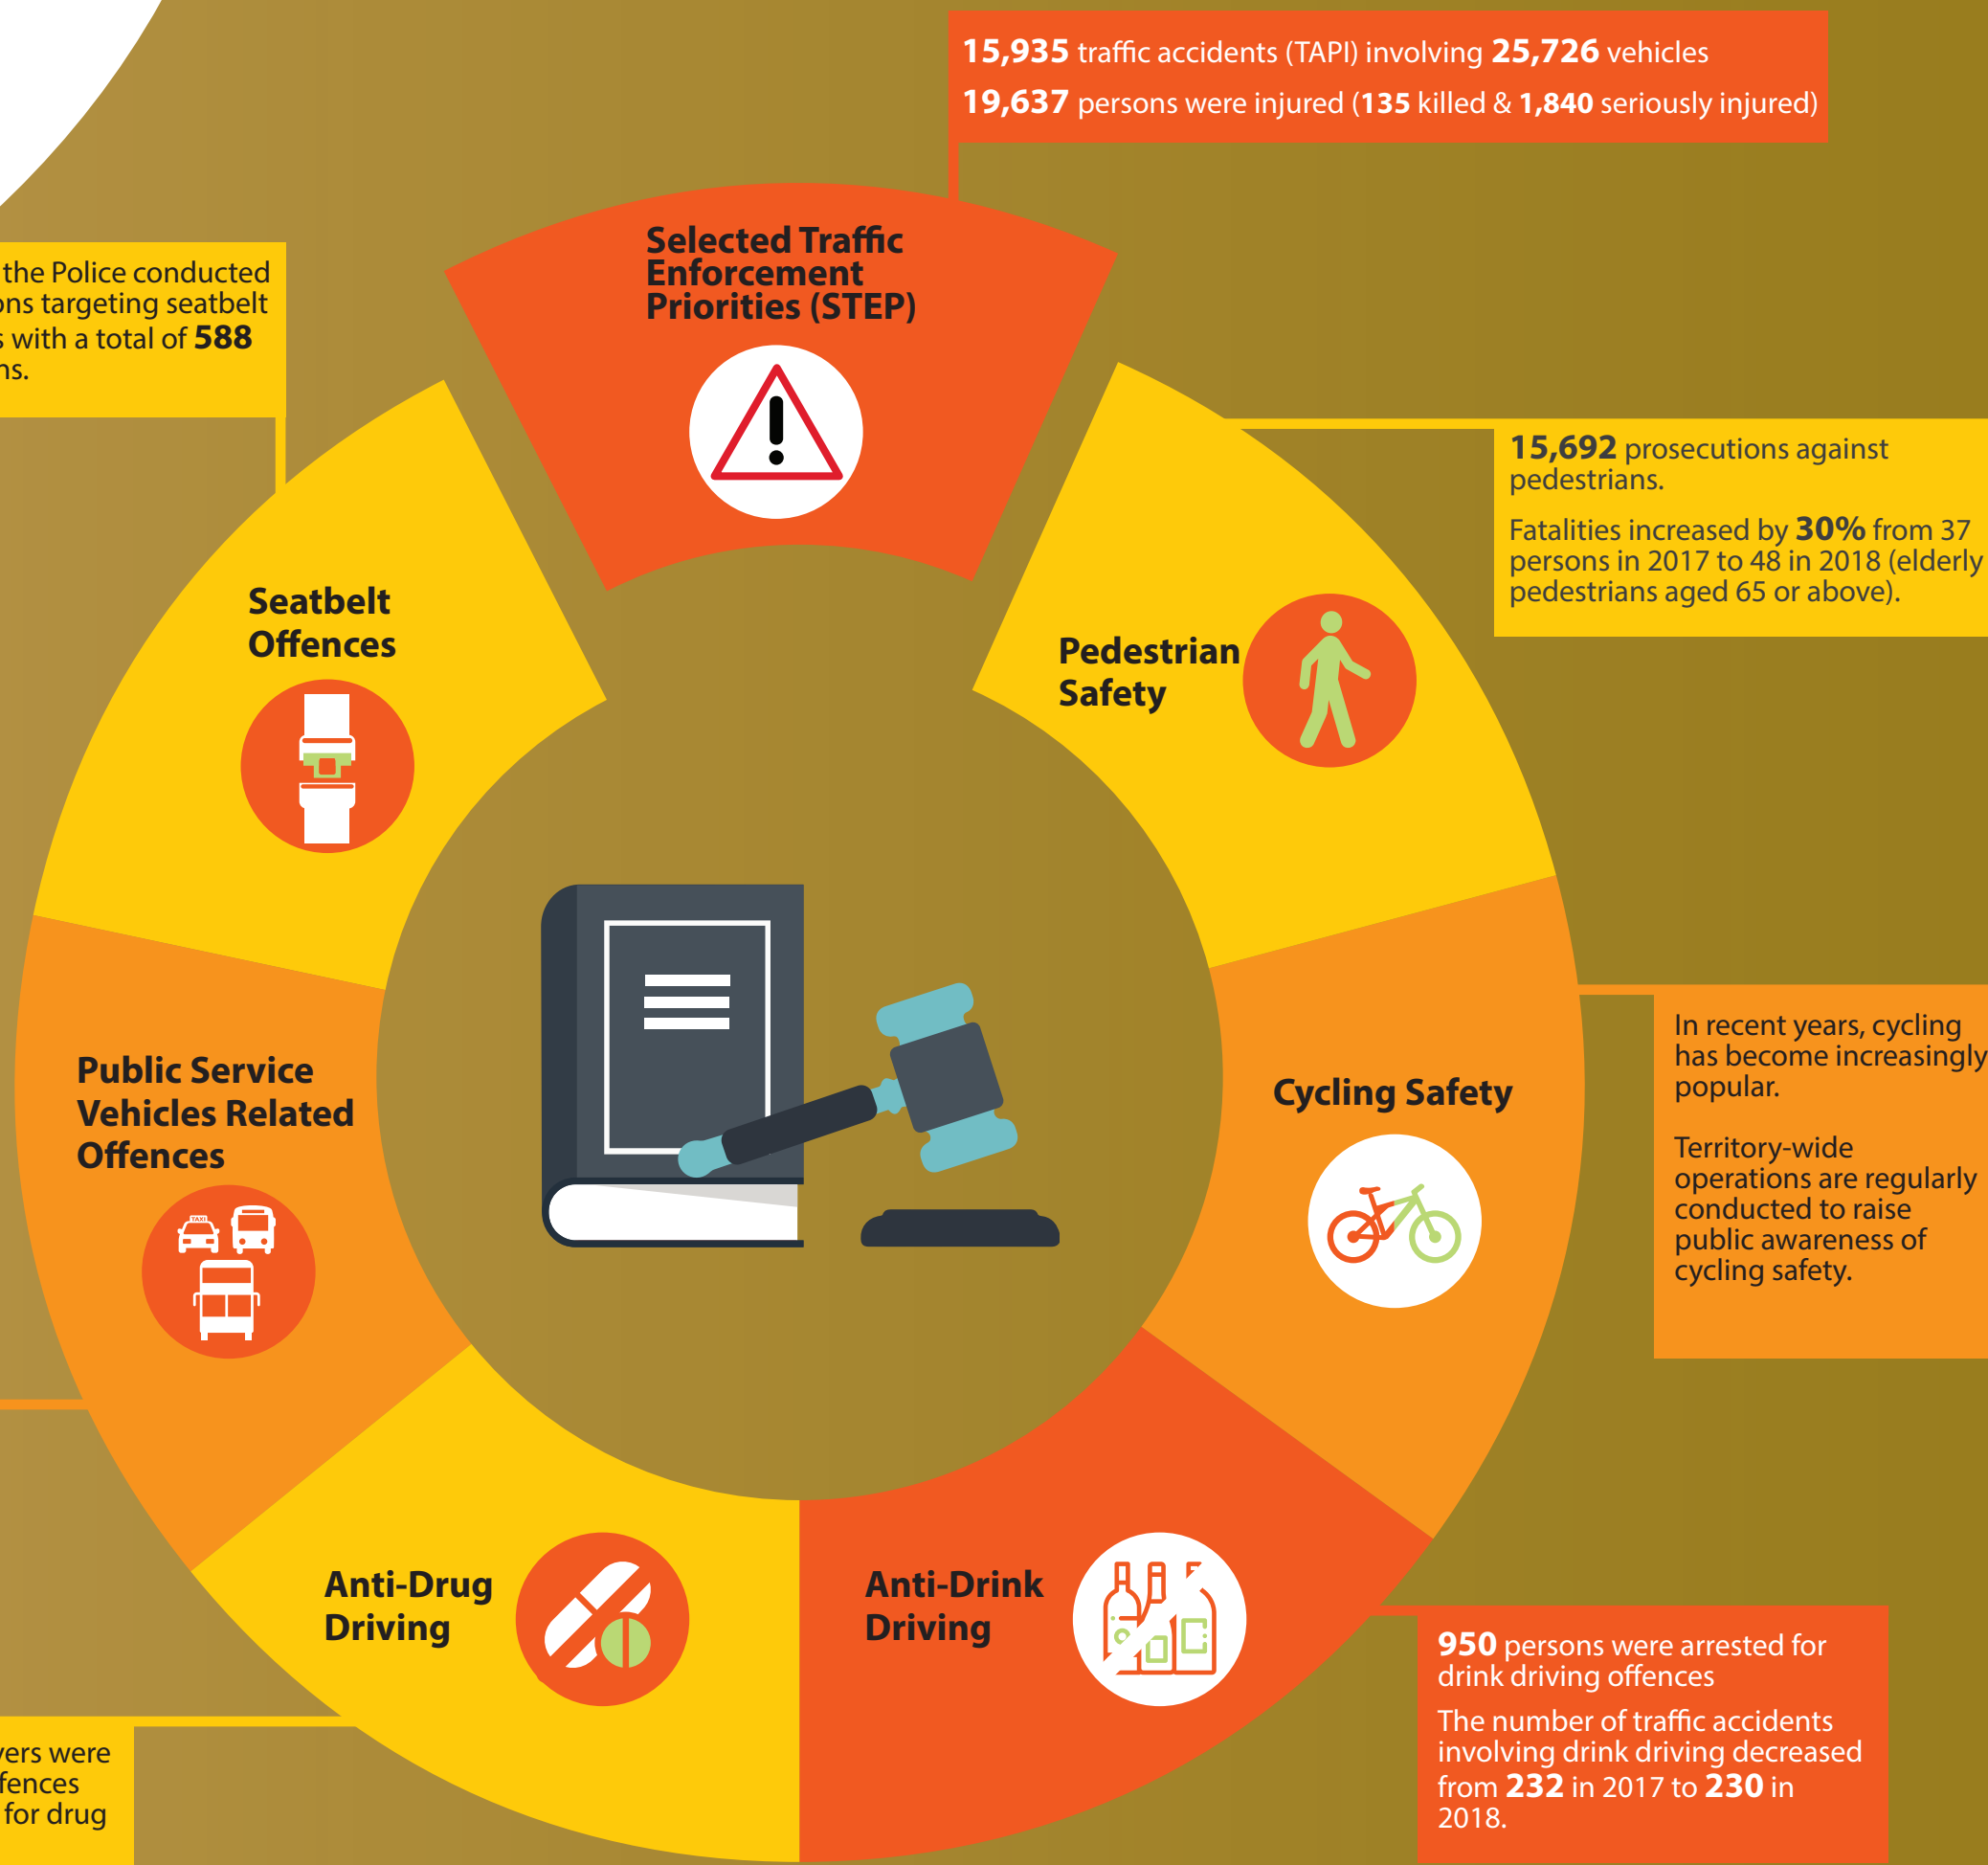 15,935 traffic accidents (TAPI) involving 25,726 vehicles
19,637 persons were injured (135 killed & 1,840 seriously injured)
Selected Traffic
Enforcement
Priorities (STEP)
the Police conducted
ons targeting seatbelt
s with a total of 588
ns.
15,692 prosecutions against
pedestrians.
Fatalities increased by 30% from 37
persons in 2017 to 48 in 2018 (elderly
pedestrians aged 65 or above).
Seatbelt
Offences
Pedestrian
Safety
In recent years, cycling
has become increasingly
popular.
Territory-wide
operations are regularly
conducted to raise
public awareness of
cycling safety.
Public Service
Vehicles Related
Offences
TAXI
Cycling Safety
Anti-Drug
Driving
Anti-Drink
Driving
950 persons were arrested for
drink driving offences
The number of traffic accidents
involving drink driving decreased
from 232 in 2017 to 230 in
2018.
vers were
fences
for drug